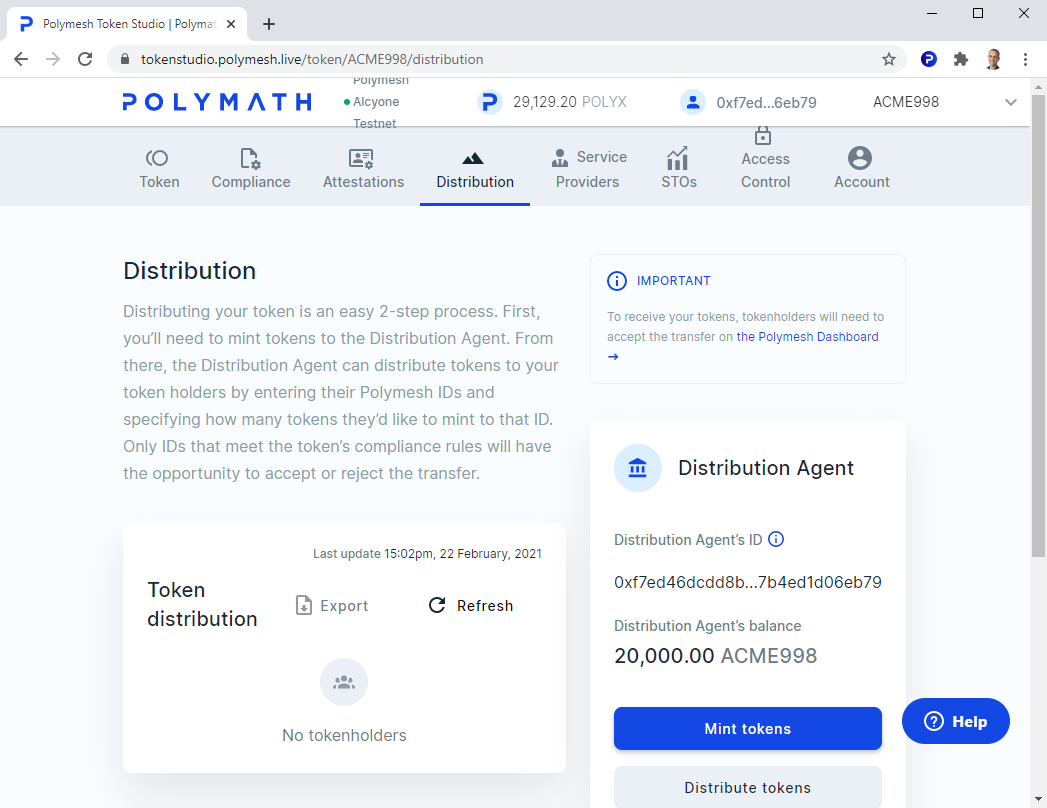 Polymesh Token Studio | Polymat
tokenstudio.polymesh.live/token/ACME998/distribution
POLYMATH
Polymesh
Alcyone
Testnet
29,129.20 POLYX
0xf7ed...6eb79
ACME998
Token
Compliance
Attestations
Distribution
Service
Providers
STOs
Access
Control
Account
Distribution
Distributing your token is an easy 2-step process. First,
you’ll need to mint tokens to the Distribution Agent. From
there, the Distribution Agent can distribute tokens to your
token holders by entering their Polymesh IDs and
specifying how many tokens they’d like to mint to that ID.
Only IDs that meet the token’s compliance rules will have
the opportunity to accept or reject the transfer.
IMPORTANT
To receive your tokens, tokenholders will need to
accept the transfer on the Polymesh Dashboard
→
Last update 15:02pm, 22 February, 2021
Token
distribution
Export
Refresh
No tokenholders
Distribution Agent
Distribution Agent’s ID
0xf7ed46dcdd8b...7b4ed1d06eb79
Distribution Agent’s balance
20,000.00 ACME998
Mint tokens
Distribute tokens
Help